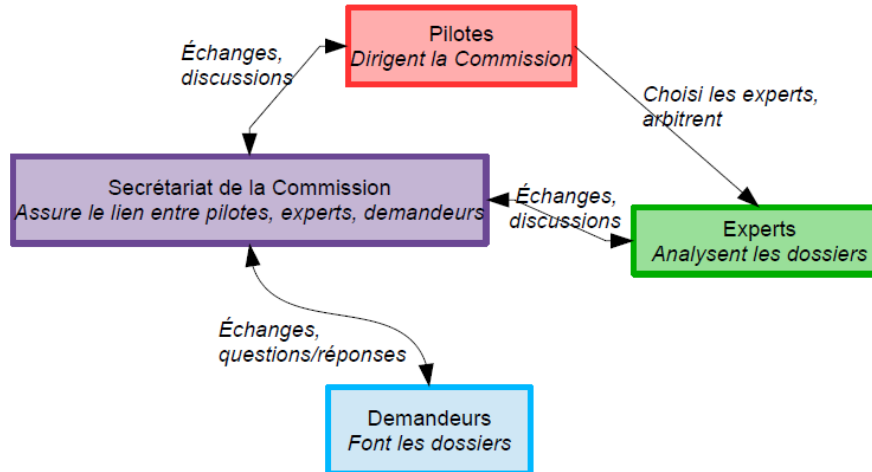 Pilotes
Dirigent la Commission
Échanges,
discussions
Choisi les experts,
arbitrent
Secrétariat de la Commission
Assure le lien entre pilotes, experts, demandeurs
Échanges,
discussions
Experts
Analysent les dossiers
Échanges,
questions/réponses
Demandeurs
Font les dossiers